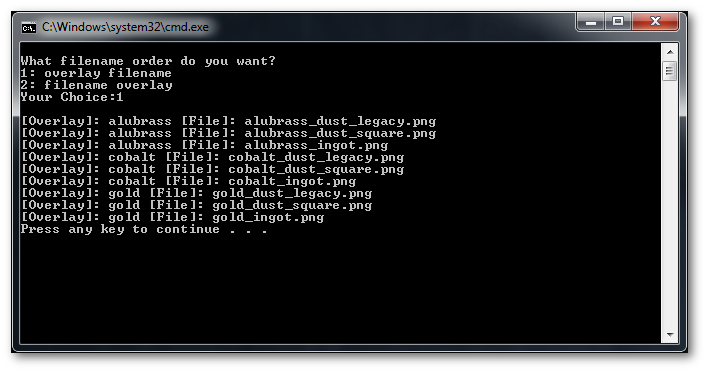 C:\Windows\system32\cmd.exe
What filename order do you want?
1: overlay filename
2: filename overlay
Your Choice:1
[Overlay]: alubrass [File]: alubrass_dust_legacy.png
[Overlay]: alubrass [File]: alubrass_dust_square.png
[Overlay]: alubrass [File]: alubrass_ingot.png
[Overlay]: cobalt [File]: cobalt_dust_legacy.png
[Overlay]: cobalt [File]: cobalt_dust_square.png
[Overlay]: cobalt [File]: cobalt_ingot.png
[Overlay]: gold [File]: gold_dust_legacy.png
[Overlay]: gold [File]: gold_dust_square.png
[Overlay]: gold [File]: gold_ingot.png
Press any key to continue . . .